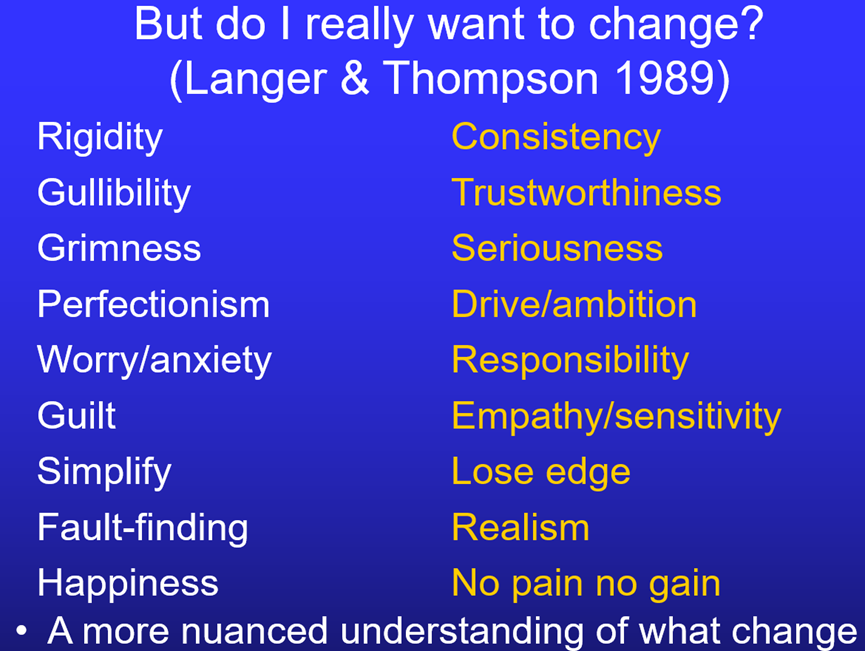 But do I really want to change?
(Langer & Thompson 1989)
Rigidity Consistency
Gullibility Trustworthiness
Grimness Seriousness
Perfectionism Drive/ambition
Worry/anxiety Responsibility
Guilt Empathy/sensitivity
Simplify Lose edge
Fault-finding Realism
Happiness No pain no gain
• A more nuanced understanding of what change